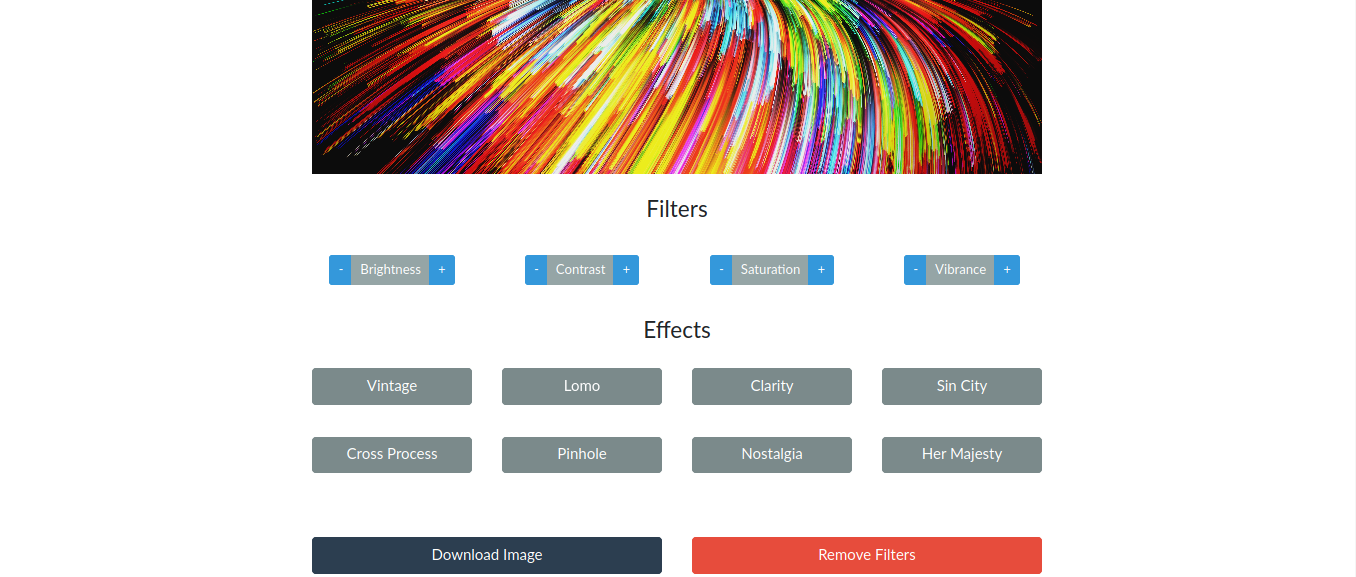 Filters
- Brightness + - Contrast + - Saturation + - Vibrance +
Effects
Vintage Lomo Clarity Sin City
Cross Process Pinhole Nostalgia Her Majesty
Download Image Remove Filters